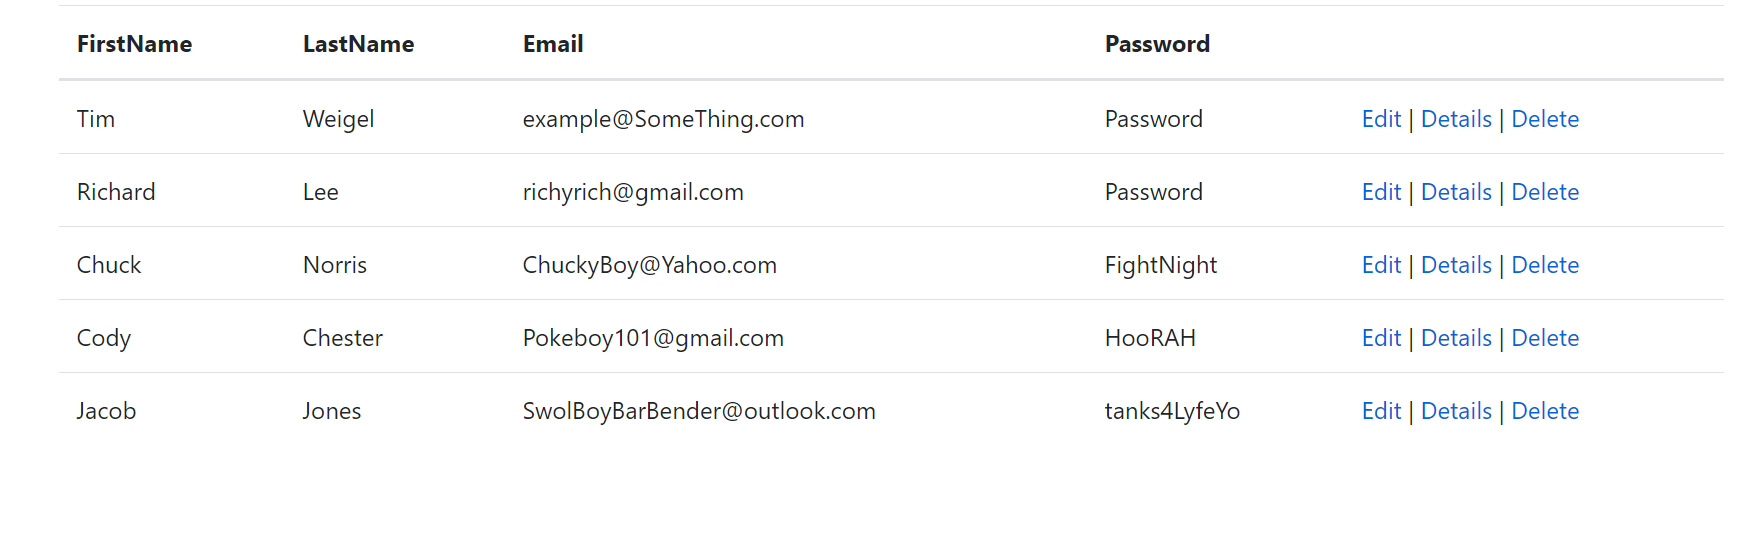 FirstName LastName Email Password
Tim Weigel example@SomeThing.com Password Edit | Details | Delete
Richard Lee richyrich@gmail.com Password Edit | Details | Delete
Chuck Norris ChuckyBoy@Yahoo.com FightNight Edit | Details | Delete
Cody Chester Pokeboy101@gmail.com HooRAH Edit | Details | Delete
Jacob Jones SwolBoyBarBender@outlook.com tanks4LyfeYo Edit | Details | Delete